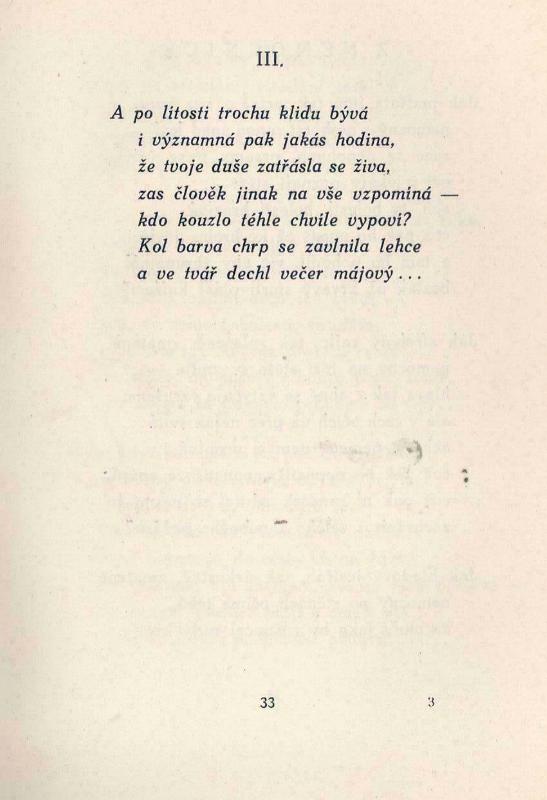 III.
A po lítosti trochu klidu bývá
i významná pak jakás hodina,
že tvoje duše zatřásla se živa,
zas člověk jinak na vše vzpomíná —
kdo kouzlo téhle chvile vypoví?
Kol barva chrp se zavlnila lehce
a ve tvář dechl večer májový...
33 3